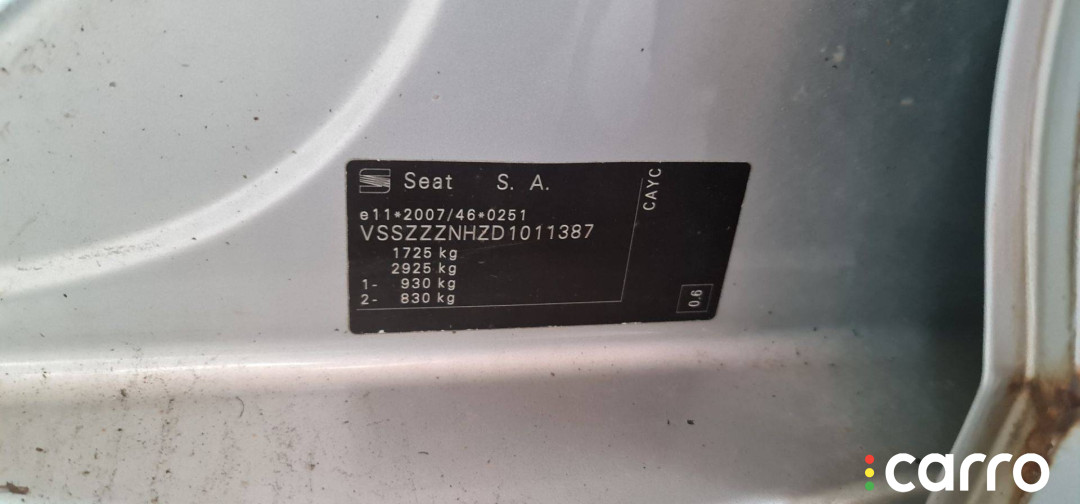 Seat S. A.
e11*2007/46*0251
VSSZZZNHZD1011387
1725 kg
2925 kg
1- 930 kg
2- 830 kg
CAYC
0.6
carro